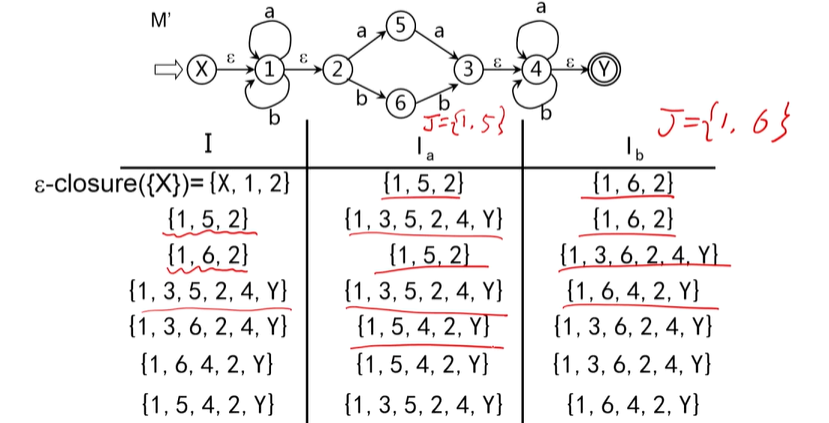 M'
a
a
5
a
a
X ε 1 ε 2 3 ε 4 ε Y
b
6
b
b
b
J={1,5}
J={1,6}
I
Iₐ
I_b
ε-closure({X})= {X, 1, 2} {1, 5, 2} {1, 6, 2}
{1, 5, 2} {1, 3, 5, 2, 4, Y} {1, 6, 2}
{1, 6, 2} {1, 5, 2} {1, 3, 6, 2, 4, Y}
{1, 3, 5, 2, 4, Y} {1, 3, 5, 2, 4, Y} {1, 6, 4, 2, Y}
{1, 3, 6, 2, 4, Y} {1, 5, 4, 2, Y} {1, 3, 6, 2, 4, Y}
{1, 6, 4, 2, Y} {1, 5, 4, 2, Y} {1, 3, 6, 2, 4, Y}
{1, 5, 4, 2, Y} {1, 3, 5, 2, 4, Y} {1, 6, 4, 2, Y}